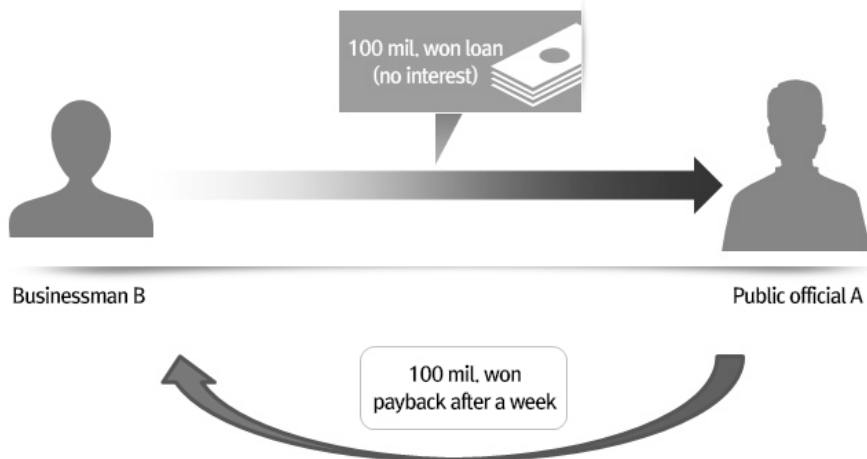 100 mil. won loan
(no interest)
Businessman B
Public official A
100 mil. won
payback after a week